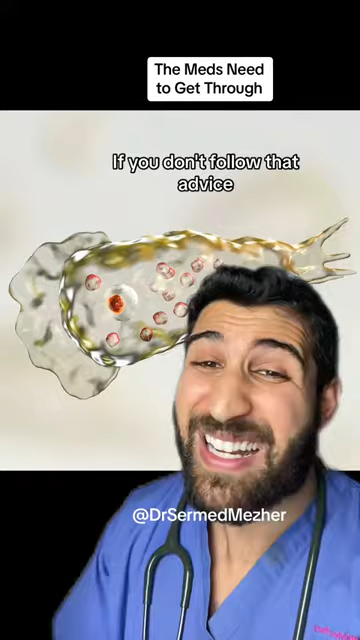 The Meds Need
to Get Through
If you don't follow that
advice
@DrSermedMezher